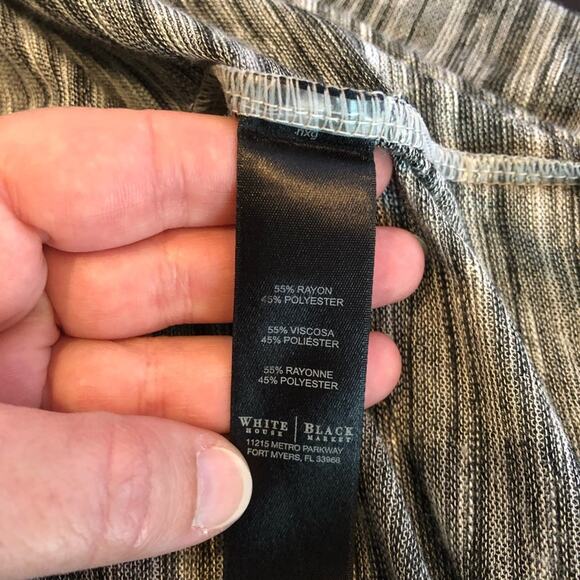 hxg
55% RAYON
45% POLYESTER
55% VISCOSA
45% POLIÉSTER
55% RAYONNE
45% POLYESTER
WHITE HOUSE | BLACK MARKET
11215 METRO PARKWAY
FORT MYERS, FL 33966